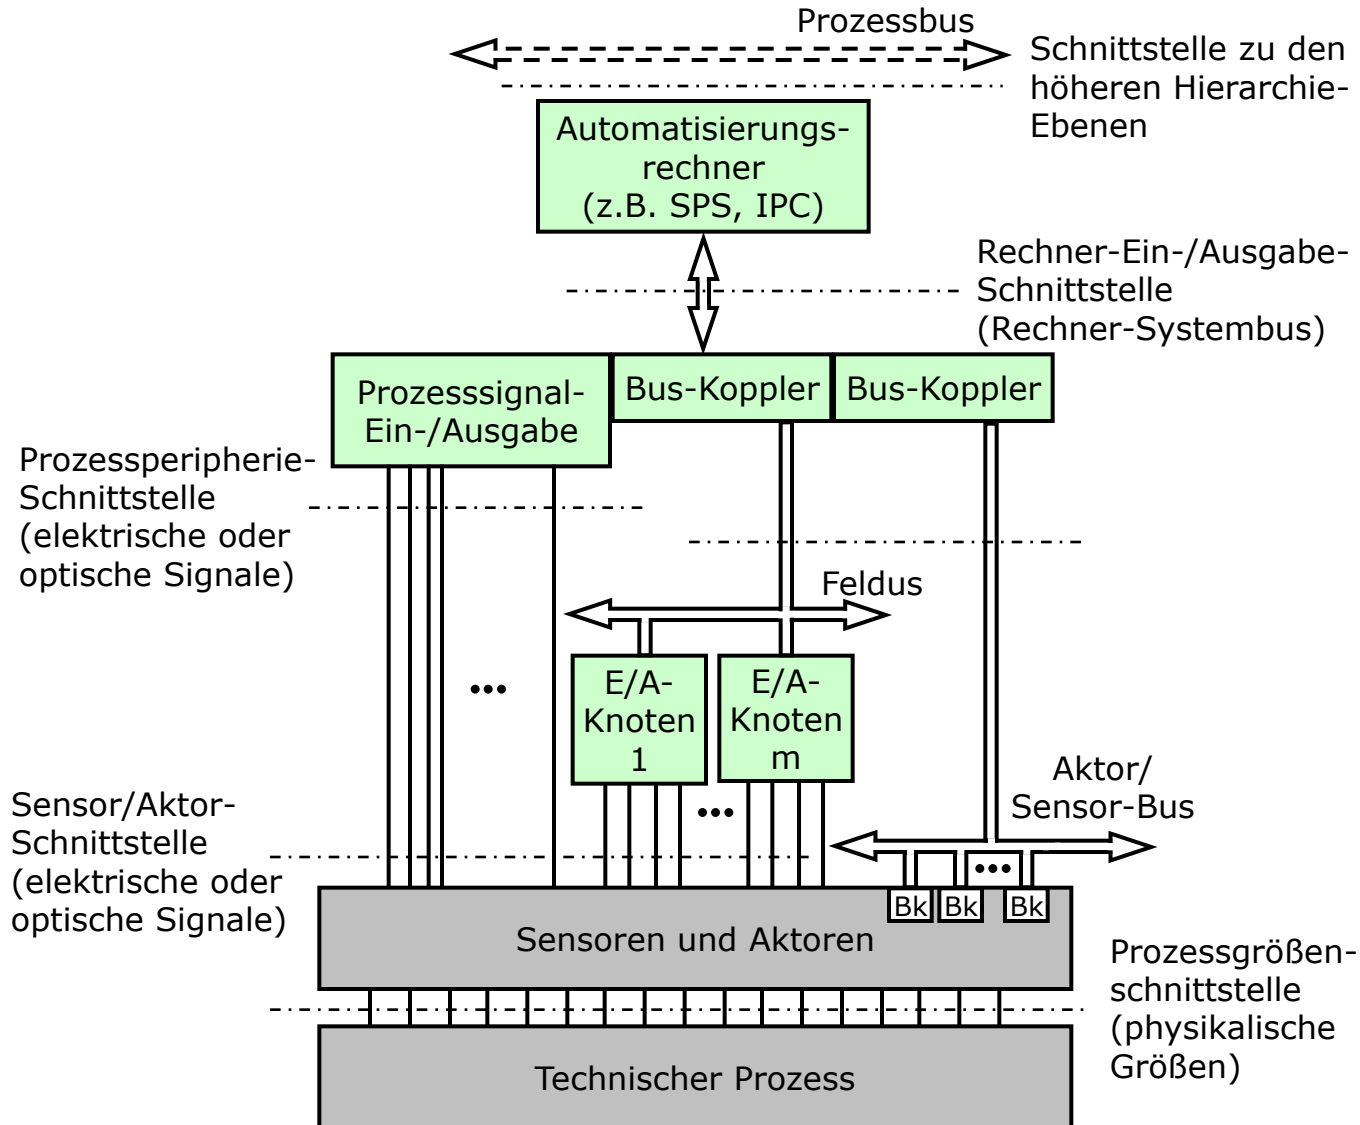 Prozessbus
Schnittstelle zu den
höheren Hierarchie-
Ebenen
Automatisierungs-
rechner
(z.B. SPS, IPC)
Rechner-Ein-/Ausgabe-
Schnittstelle
(Rechner-Systembus)
Prozesssignal-
Ein-/Ausgabe
Bus-Koppler
Bus-Koppler
Prozessperipherie-
Schnittstelle
(elektrische oder
optische Signale)
Feldus
E/A-
Knoten
1
E/A-
Knoten
m
Aktor/
Sensor-Bus
Sensor/Aktor-
Schnittstelle
(elektrische oder
optische Signale)
Bk
Bk
Bk
Sensoren und Aktoren
Prozessgrößen-
schnittstelle
(physikalische
Größen)
Technischer Prozess